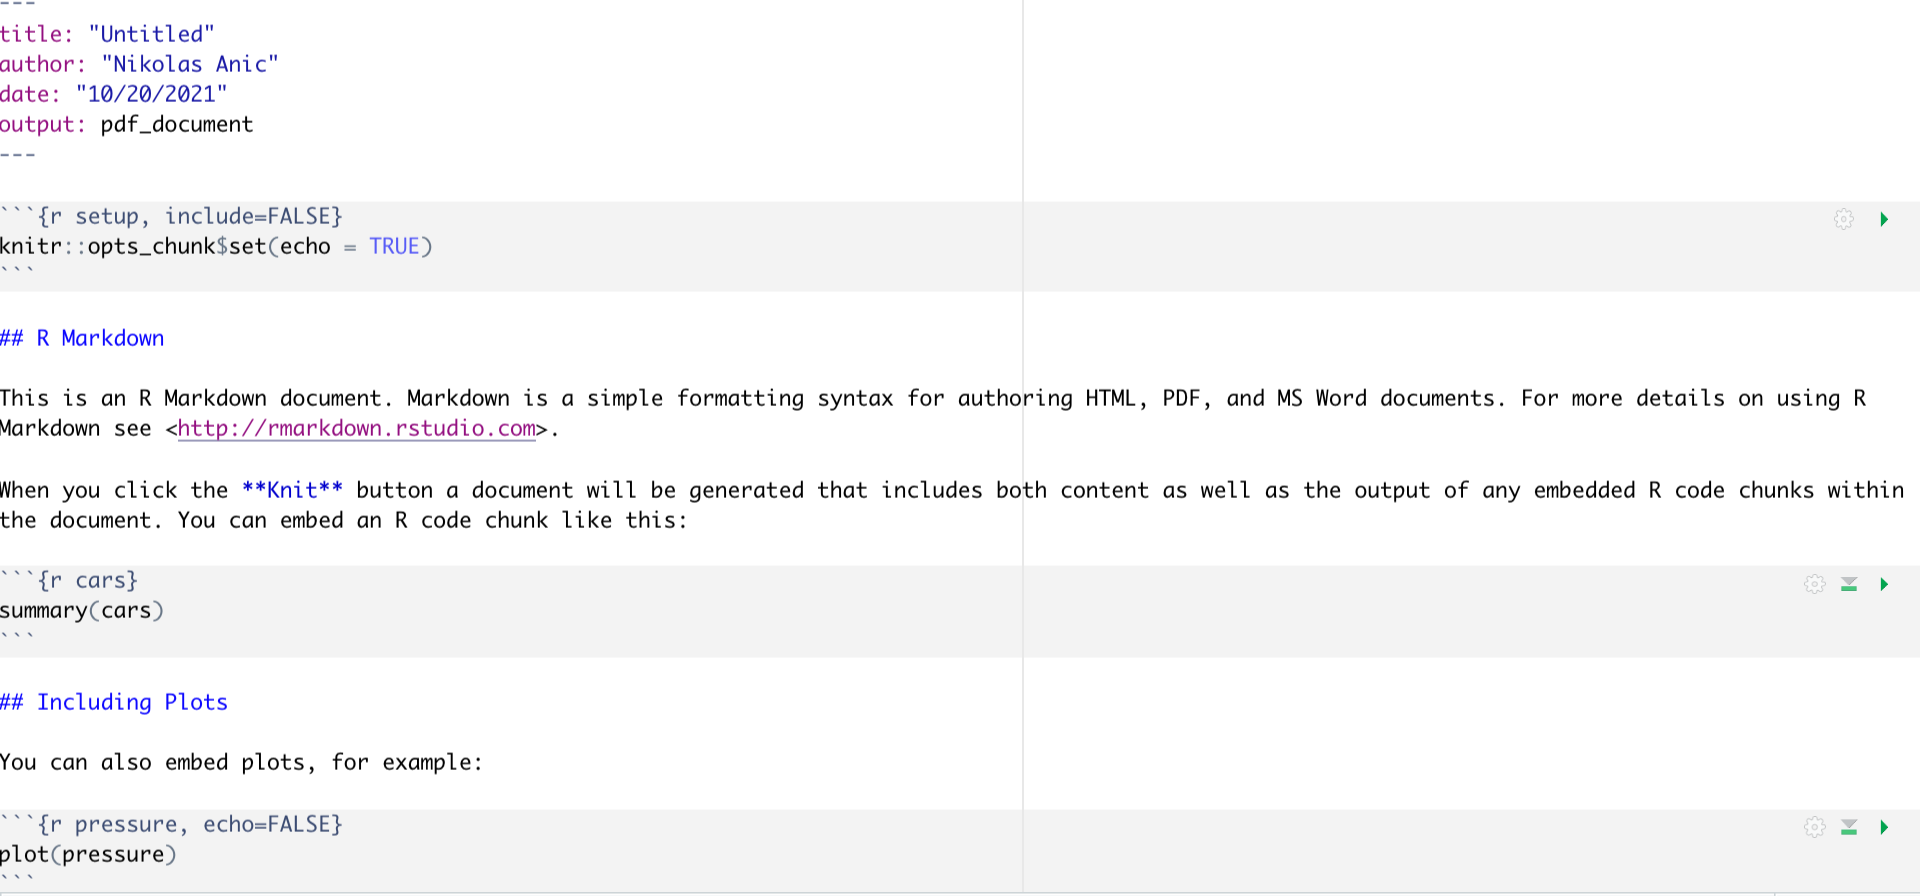 ---
title: "Untitled"
author: "Nikolas Anic"
date: "10/20/2021"
output: pdf_document
---
```{r setup, include=FALSE}
knitr::opts_chunk$set(echo = TRUE)
```
## R Markdown
This is an R Markdown document. Markdown is a simple formatting syntax for authoring HTML, PDF, and MS Word documents. For more details on using R
Markdown see <http://rmarkdown.rstudio.com>.
When you click the **Knit** button a document will be generated that includes both content as well as the output of any embedded R code chunks within
the document. You can embed an R code chunk like this:
```{r cars}
summary(cars)
```
## Including Plots
You can also embed plots, for example:
```{r pressure, echo=FALSE}
plot(pressure)
```